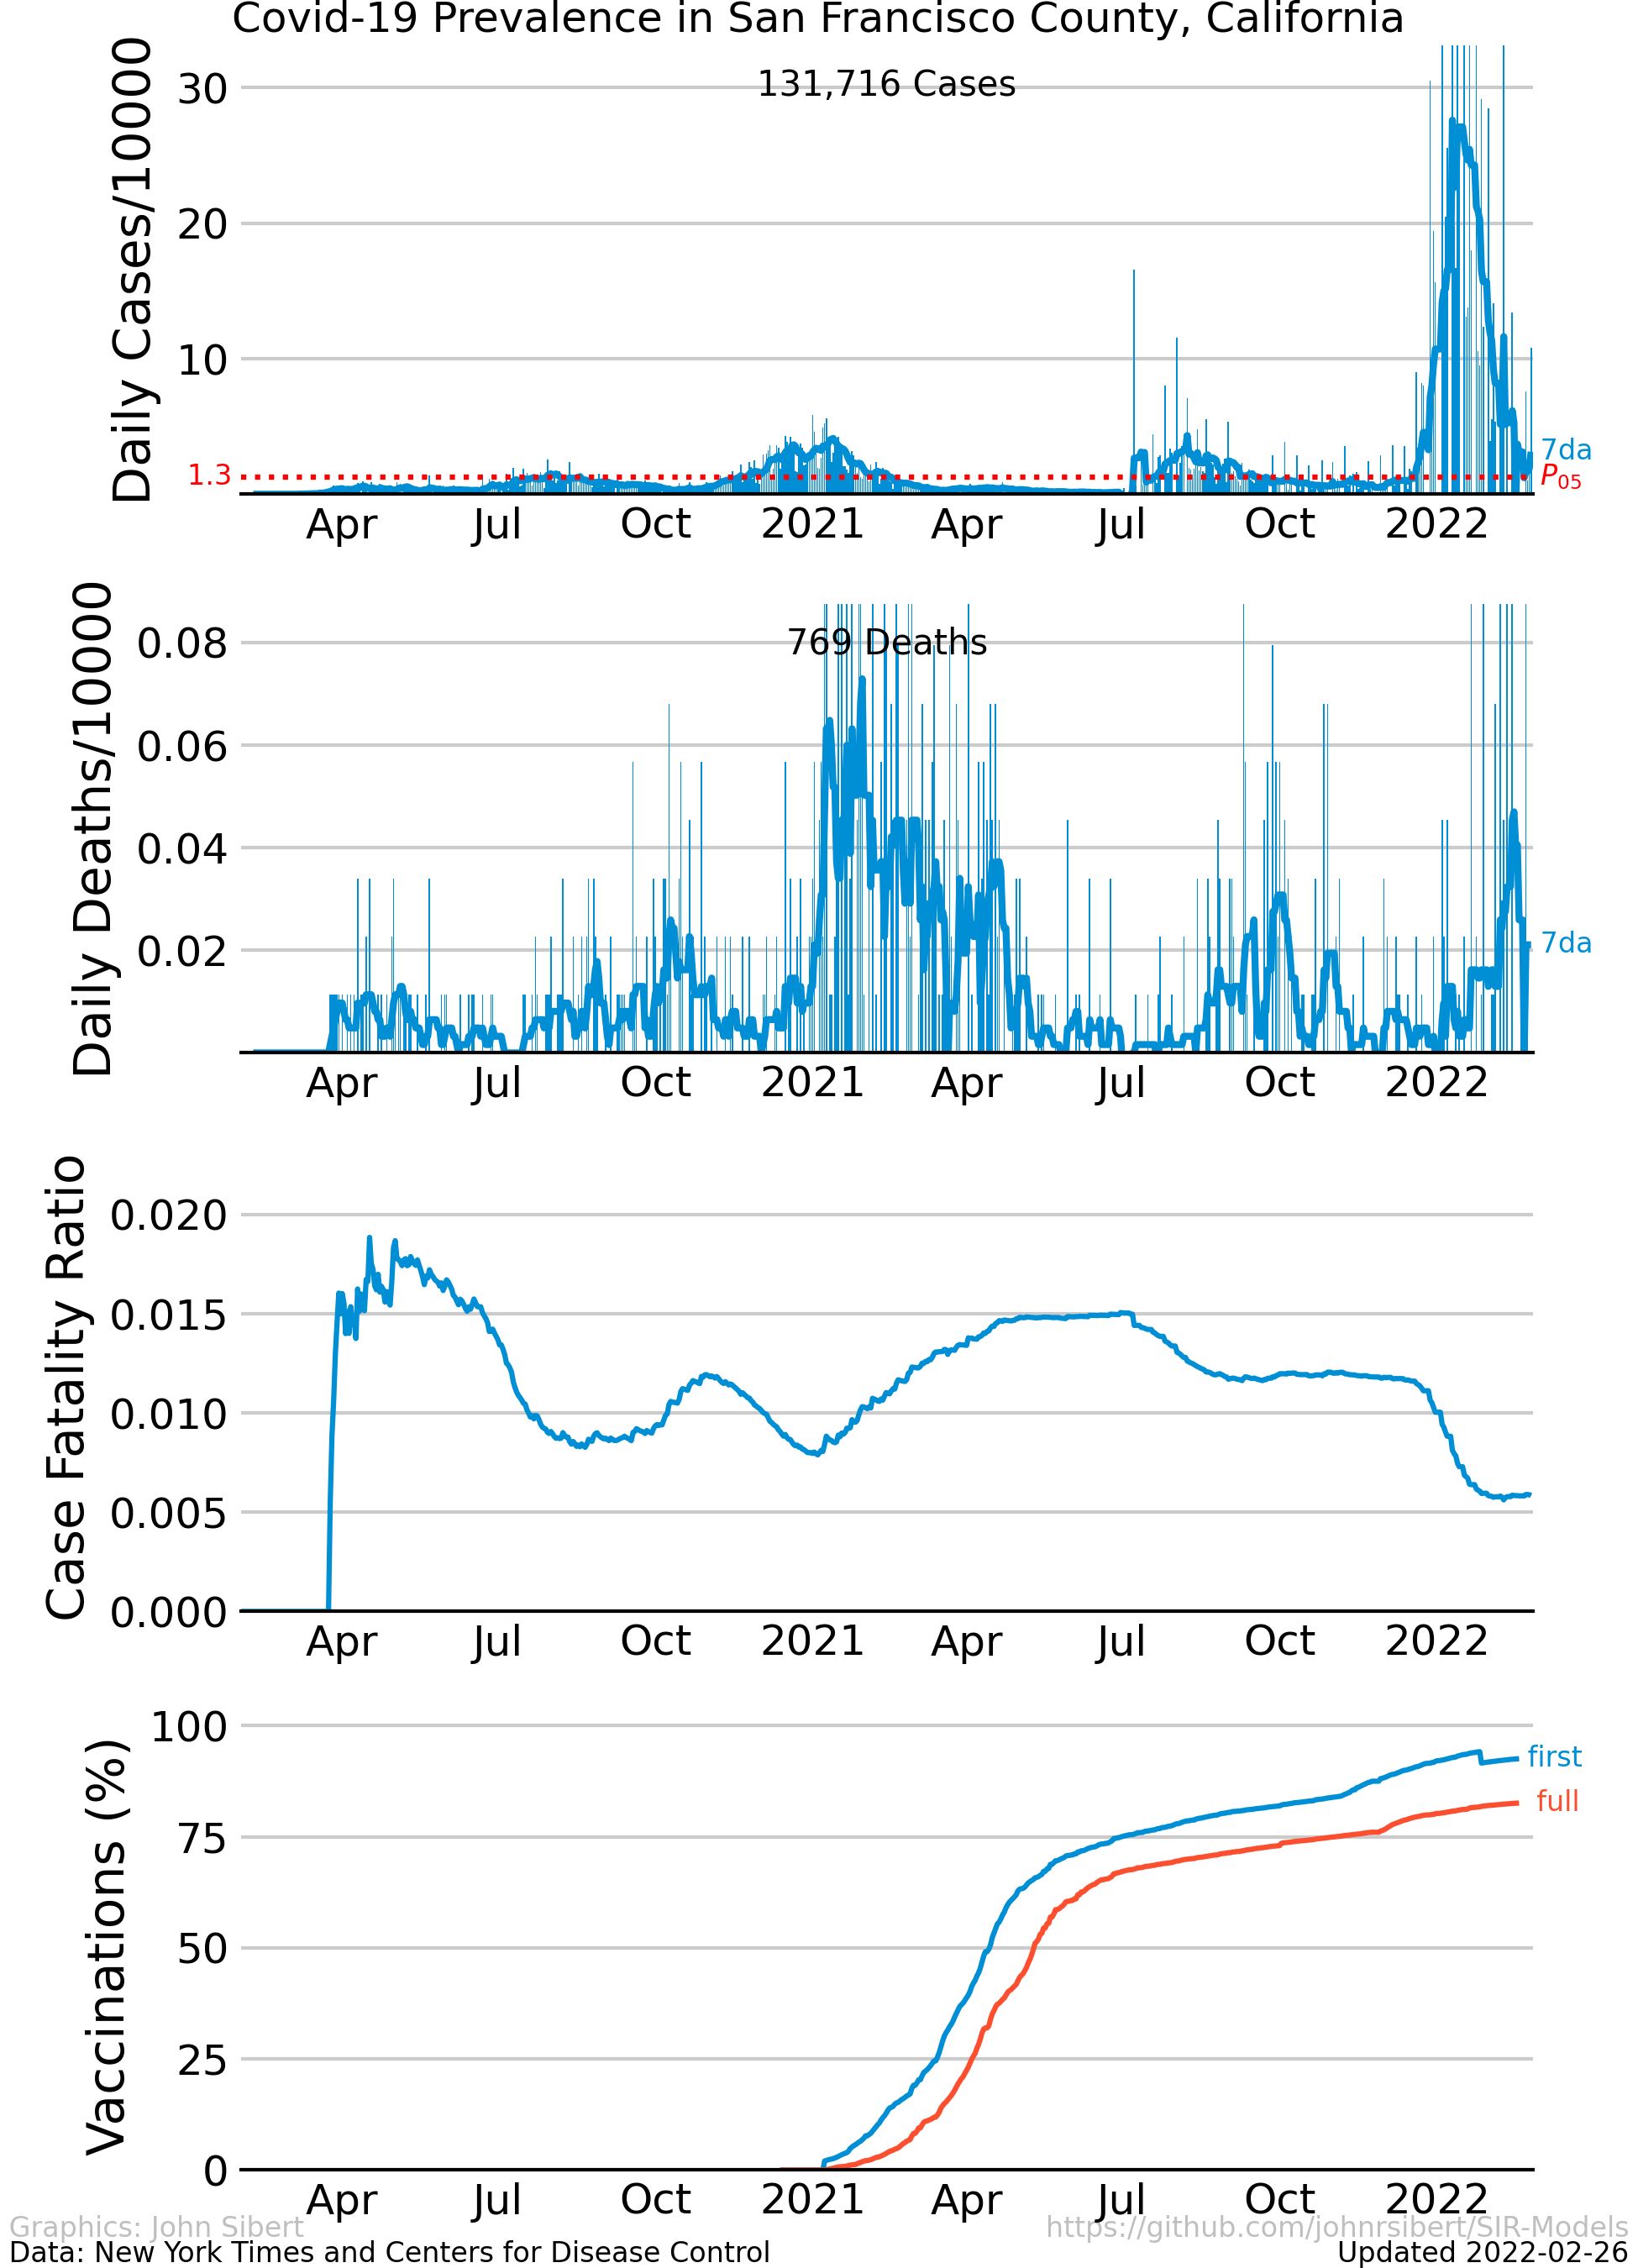 Covid-19 Prevalence in San Francisco County, California
131,716 Cases
Daily Cases/10000
30
20
10
1.3
7da
P05
Apr Jul Oct 2021 Apr Jul Oct 2022
769 Deaths
Daily Deaths/10000
0.08
0.06
0.04
0.02
7da
Apr Jul Oct 2021 Apr Jul Oct 2022
Case Fatality Ratio
0.020
0.015
0.010
0.005
0.000
Apr Jul Oct 2021 Apr Jul Oct 2022
Vaccinations (%)
100
75
50
25
0
first
full
Apr Jul Oct 2021 Apr Jul Oct 2022
Graphics: John Sibert https://github.com/johnrsibert/SIR-Models
Data: New York Times and Centers for Disease Control Updated 2022-02-26